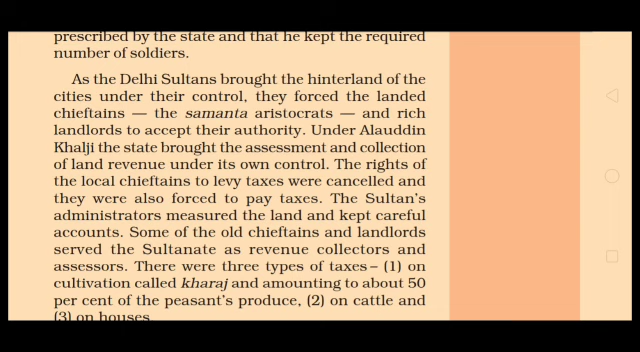 prescribed by the state and that he kept the required
number of soldiers.
As the Delhi Sultans brought the hinterland of the
cities under their control, they forced the landed
chieftains — the samanta aristocrats — and rich
landlords to accept their authority. Under Alauddin
Khalji the state brought the assessment and collection
of land revenue under its own control. The rights of
the local chieftains to levy taxes were cancelled and
they were also forced to pay taxes. The Sultan's
administrators measured the land and kept careful
accounts. Some of the old chieftains and landlords
served the Sultanate as revenue collectors and
assessors. There were three types of taxes – (1) on
cultivation called kharaj and amounting to about 50
per cent of the peasant's produce, (2) on cattle and
(3) on houses.